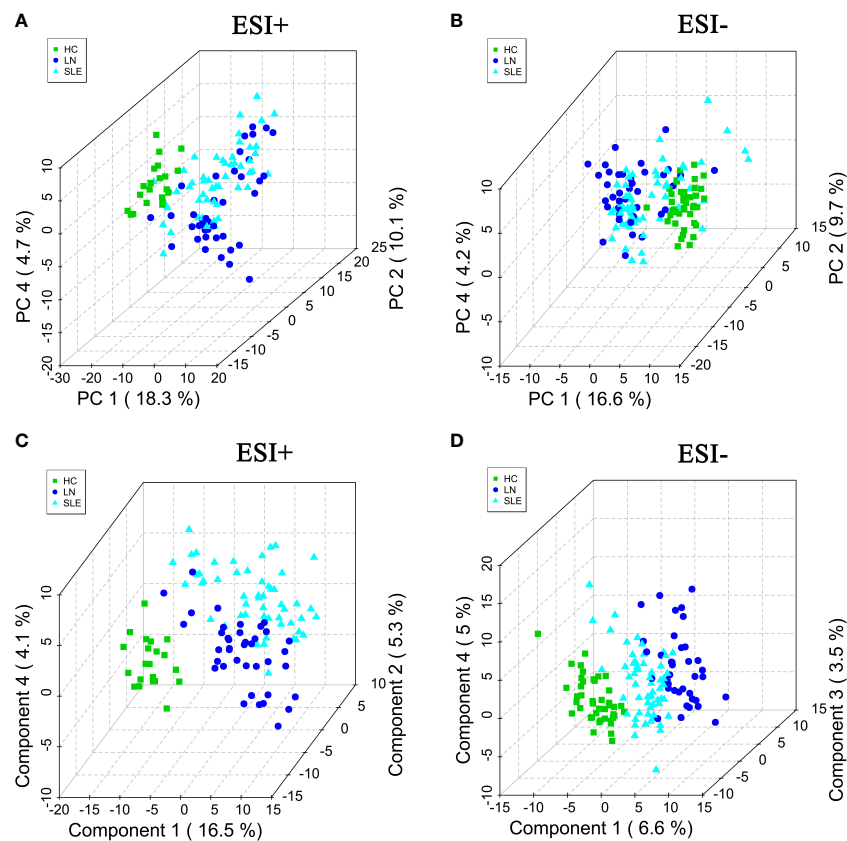 A
ESI+
HC
LN
SLE
10
5
0
-5
-10
-15
-20
PC 4 ( 4.7 %)
-30 -20 -10 0 10 20
PC 1 ( 18.3 %)
-15 -10 -5 0 5 10 15 20 25
PC 2 ( 10.1 %)
B
ESI-
HC
LN
SLE
10
5
0
-5
-10
PC 4 ( 4.2 %)
-15 -10 -5 0 5 10 15
PC 1 ( 16.6 %)
-20 -15 -10 -5 0 5 10 15
PC 2 ( 9.7 %)
C
ESI+
HC
LN
SLE
10
5
0
-5
-10
Component 4 ( 4.1 %)
-20 -15 -10 -5 0 5 10 15
Component 1 ( 16.5 %)
-15 -10 -5 0 5 10
Component 2 ( 5.3 %)
D
ESI-
HC
LN
SLE
20
15
10
5
0
-5
-10
Component 4 ( 5 %)
-10 -5 0 5 10 15
Component 1 ( 6.6 %)
-10 -5 0 5 10 15
Component 3 ( 3.5 %)